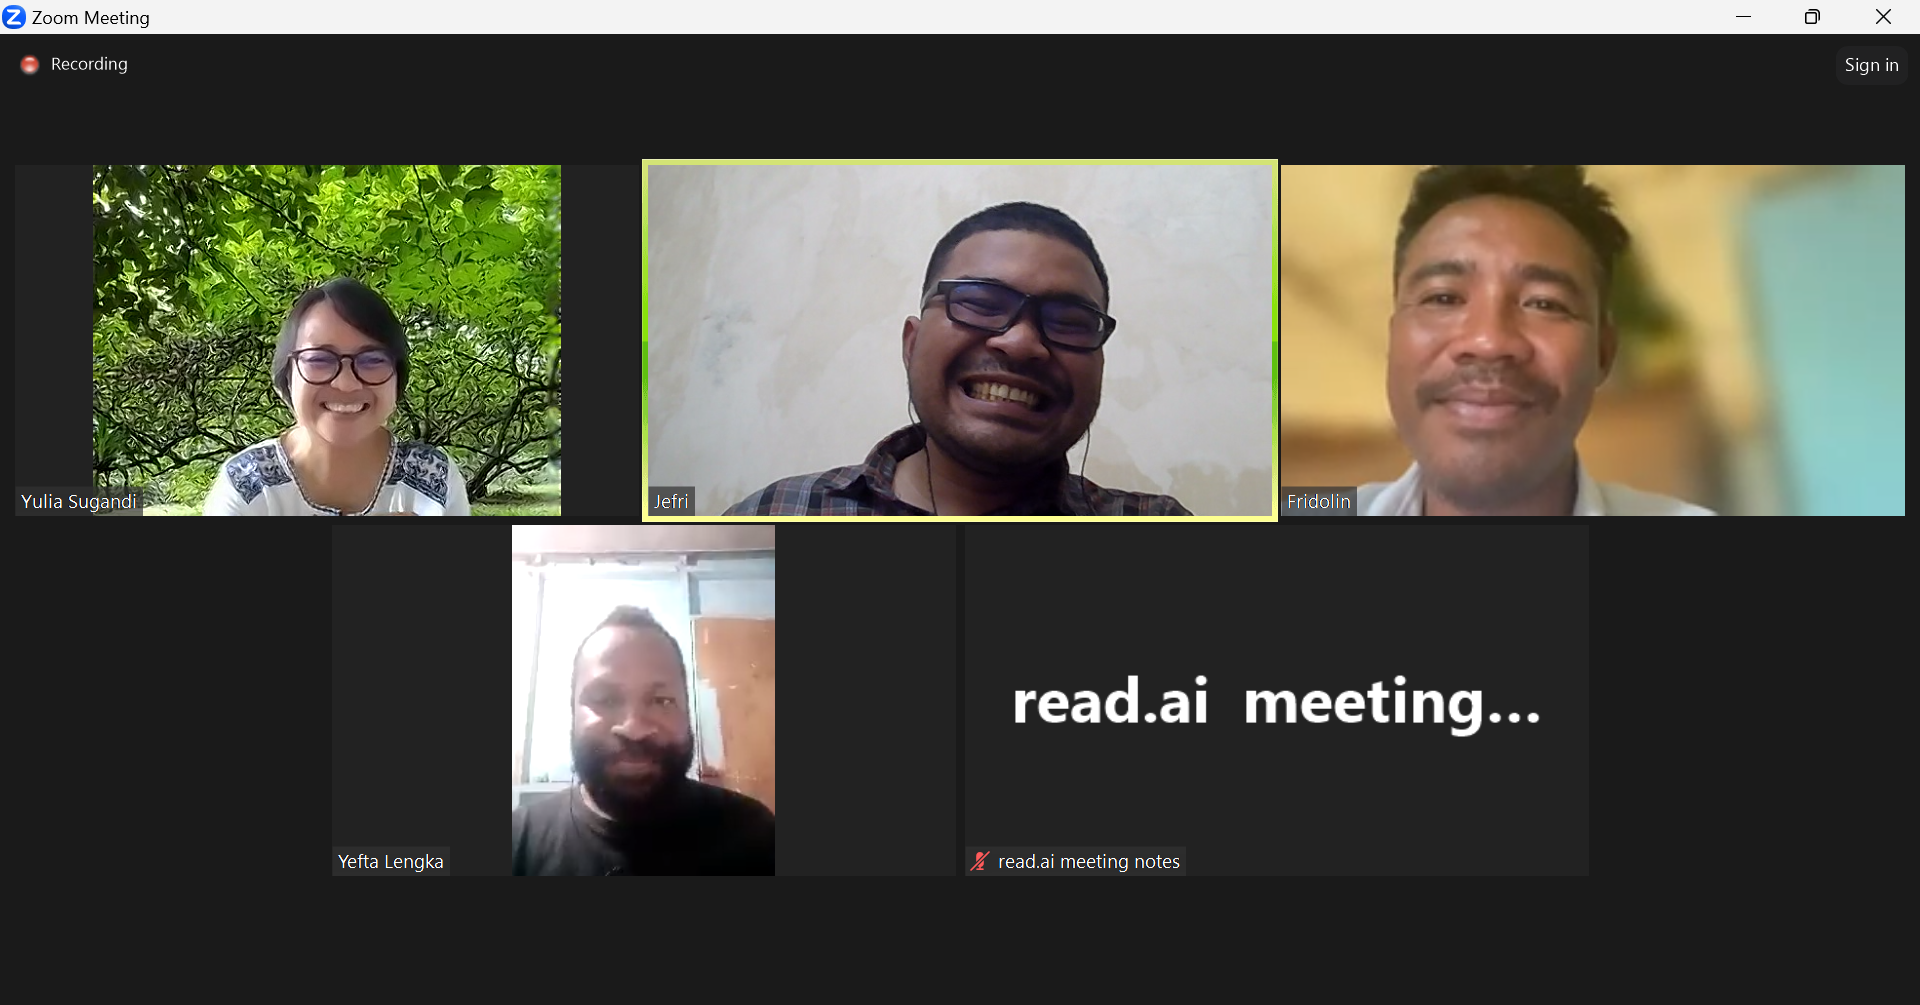 Zoom Meeting
Recording
Sign in
Yulia Sugandi
Jefri
Fridolin
read.ai meeting...
Yefta Lengka
read.ai meeting notes